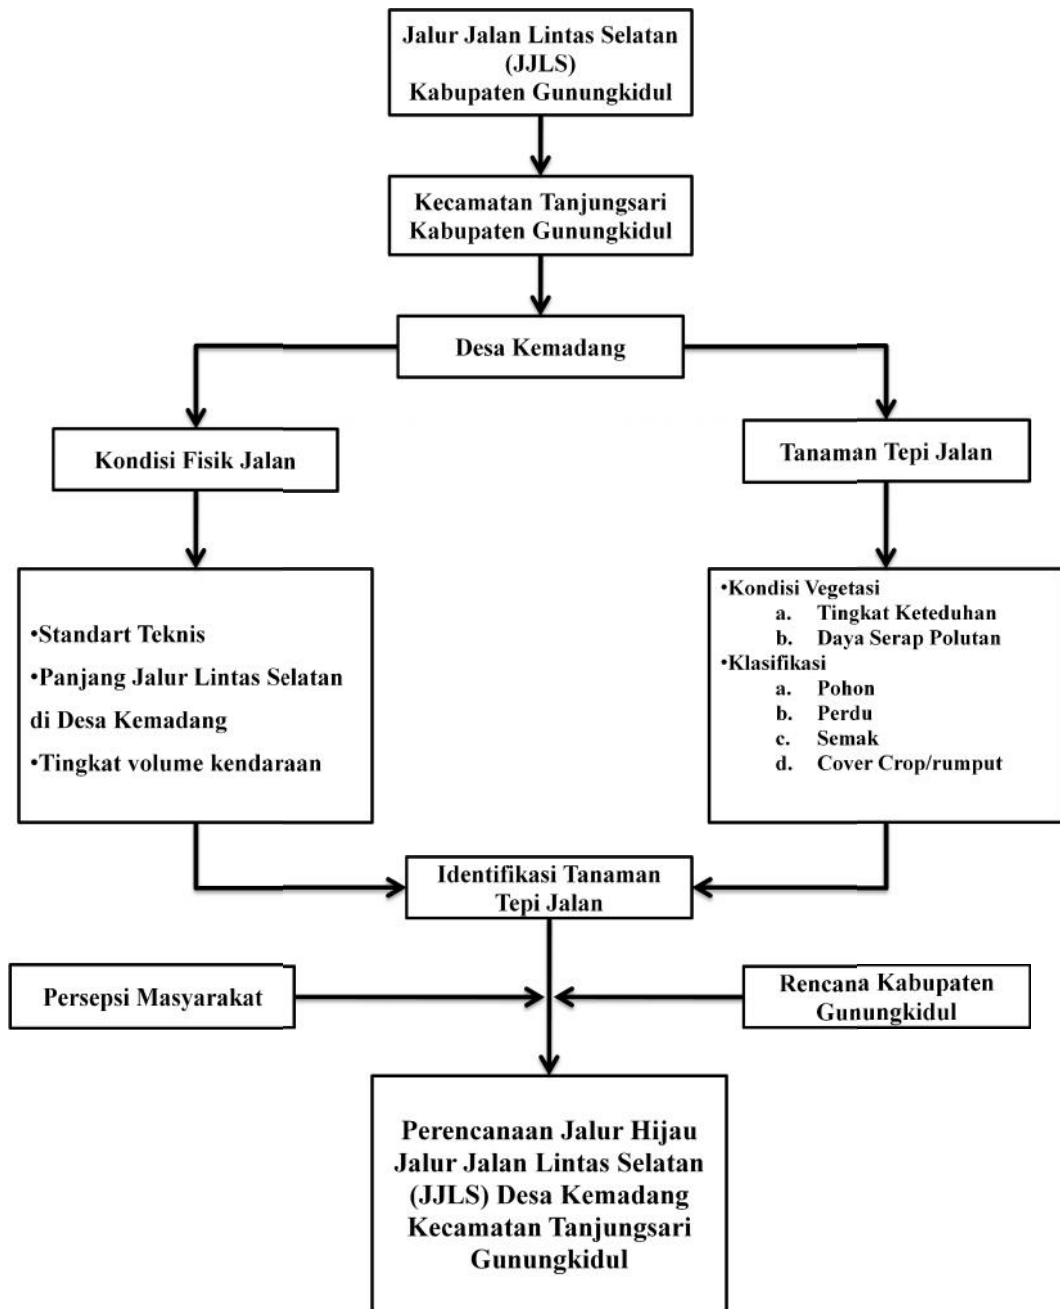 Jalur Jalan Lintas Selatan
(JJLS)
Kabupaten Gunungkidul
Kecamatan Tanjungsari
Kabupaten Gunungkidul
Desa Kemadang
Kondisi Fisik Jalan
Tanaman Tepi Jalan
•Standart Teknis
•Panjang Jalur Lintas Selatan
di Desa Kemadang
•Tingkat volume kendaraan
•Kondisi Vegetasi
a. Tingkat Keteduhan
b. Daya Serap Polutan
•Klasifikasi
a. Pohon
b. Perdu
c. Semak
d. Cover Crop/rumput
Identifikasi Tanaman
Tepi Jalan
Persepsi Masyarakat
Rencana Kabupaten
Gunungkidul
Perencanaan Jalur Hijau
Jalur Jalan Lintas Selatan
(JJLS) Desa Kemadang
Kecamatan Tanjungsari
Gunungkidul